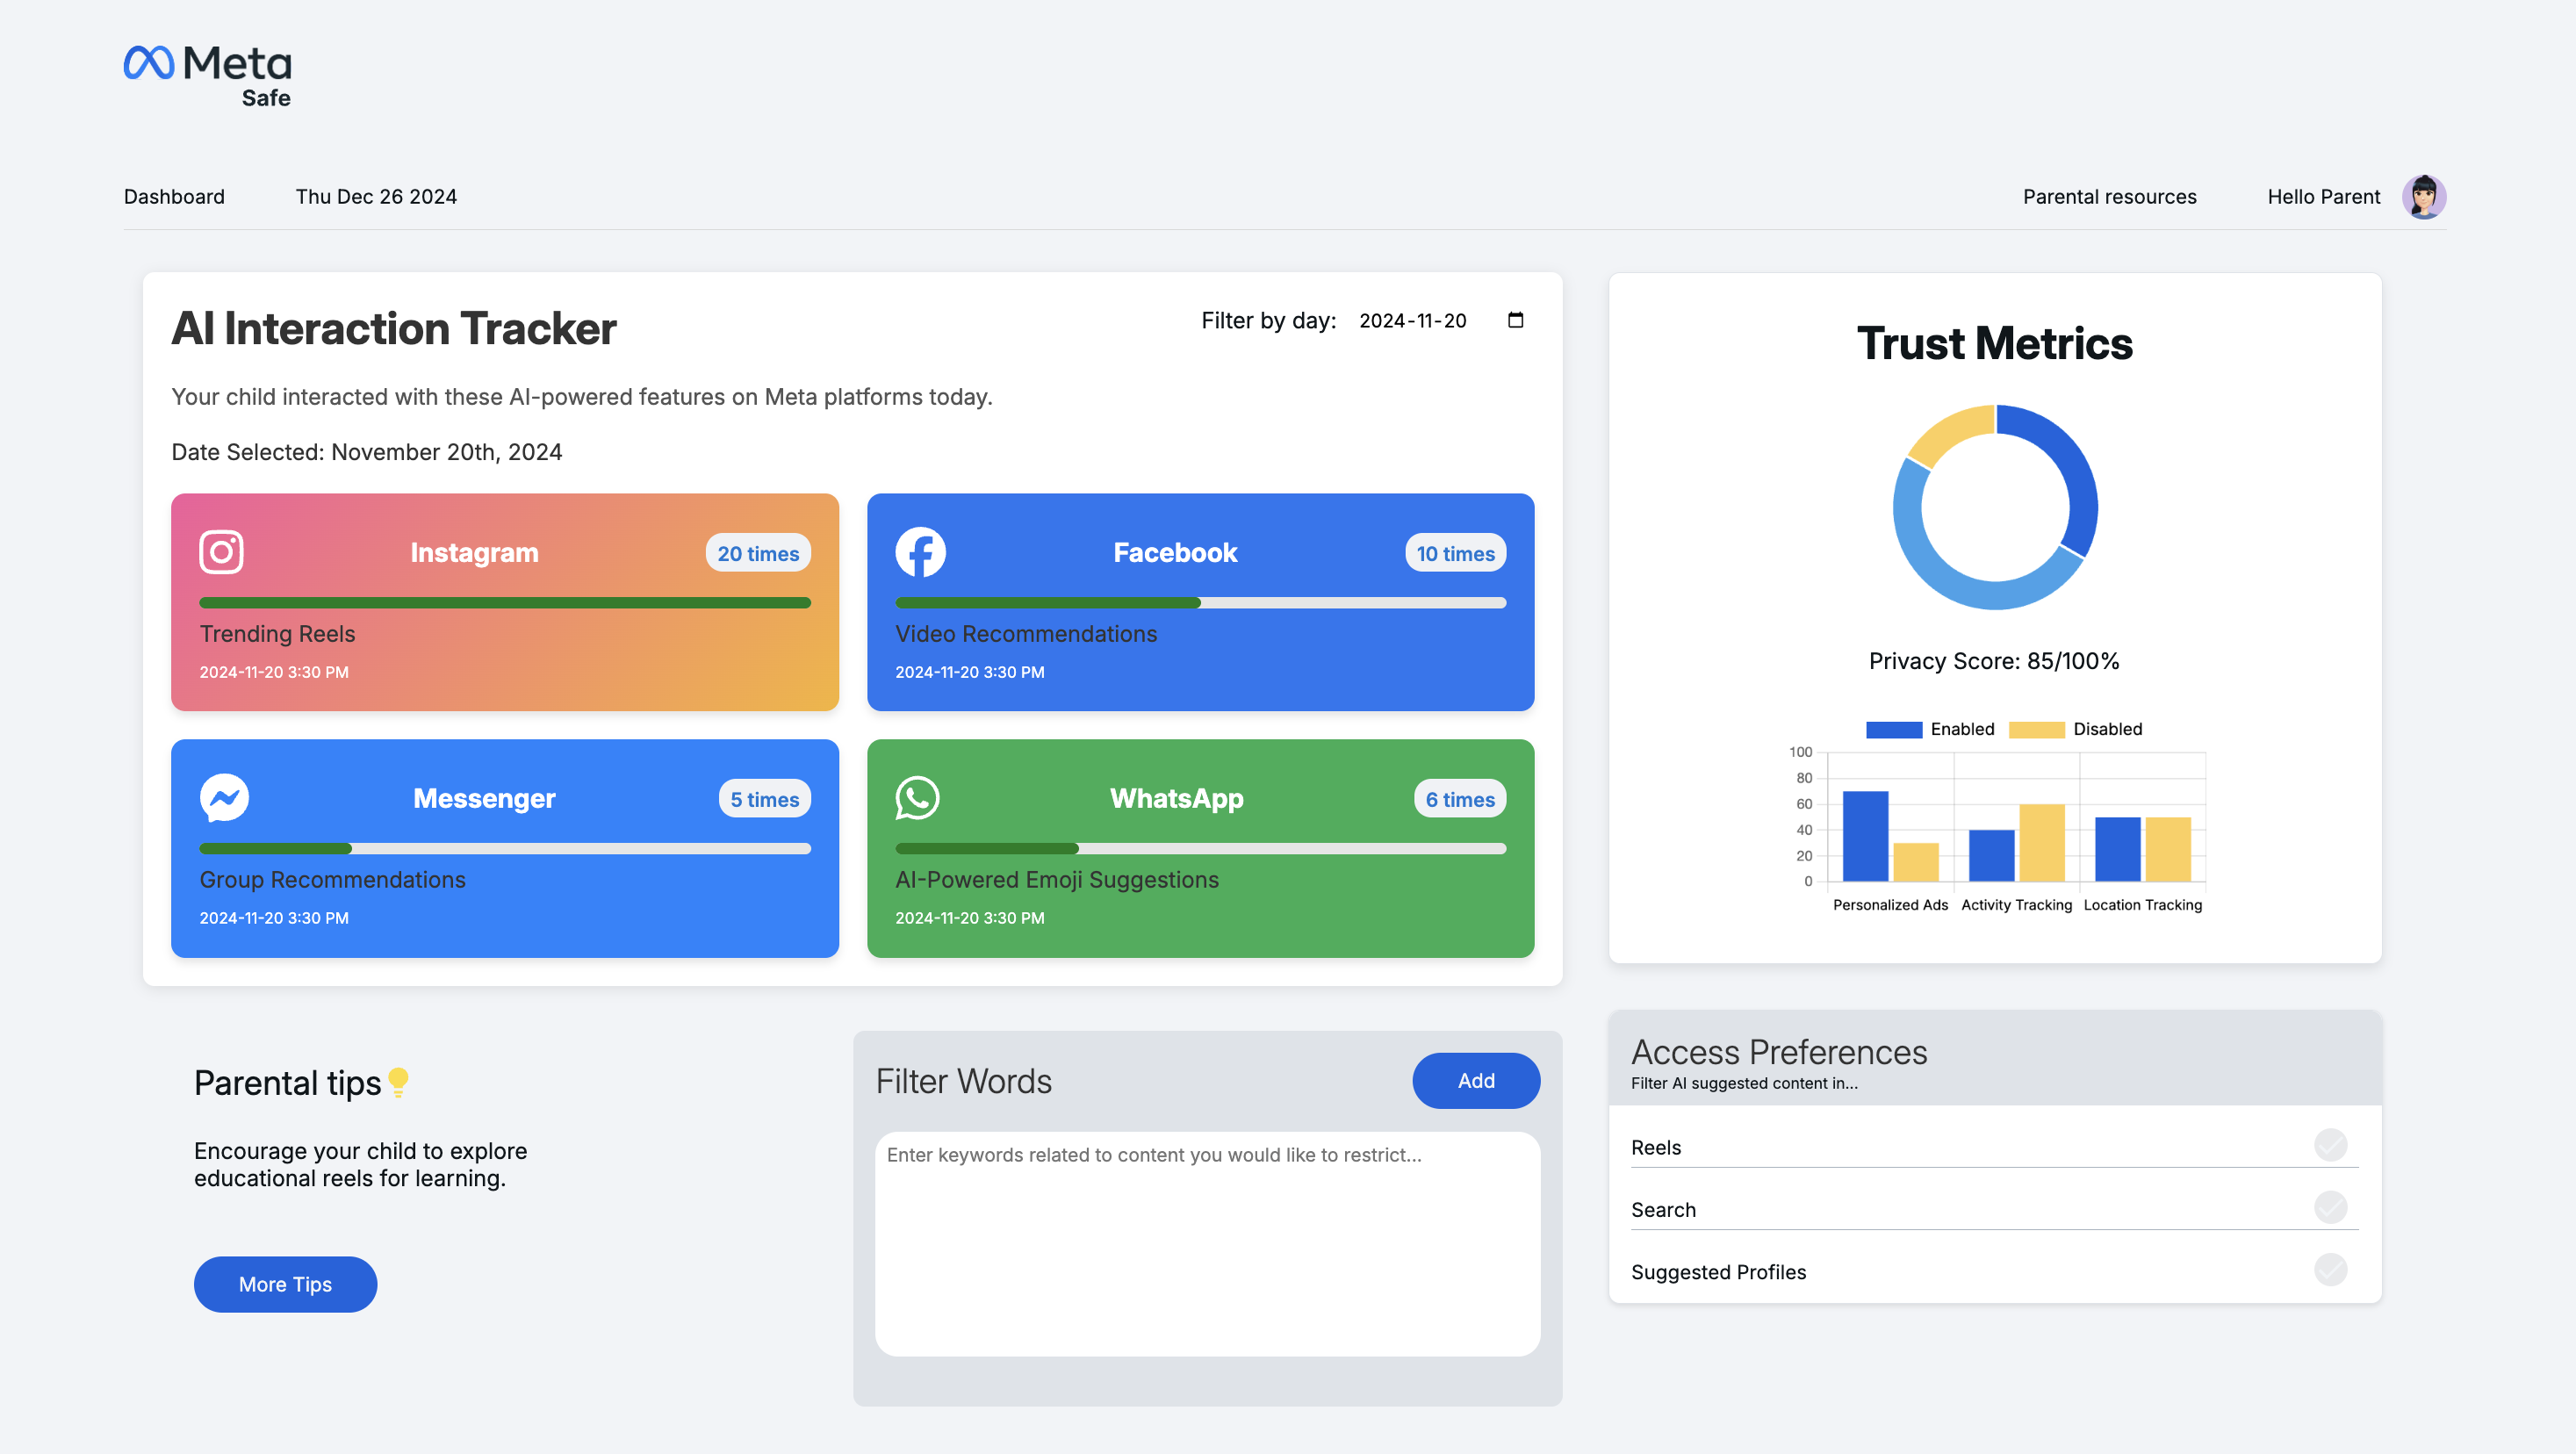 Meta
Safe
Dashboard
Thu Dec 26 2024
Parental resources
Hello Parent
AI Interaction Tracker
Filter by day: 2024-11-20
Your child interacted with these AI-powered features on Meta platforms today.
Date Selected: November 20th, 2024
Instagram
20 times
Trending Reels
2024-11-20 3:30 PM
Facebook
10 times
Video Recommendations
2024-11-20 3:30 PM
Messenger
5 times
Group Recommendations
2024-11-20 3:30 PM
WhatsApp
6 times
AI-Powered Emoji Suggestions
2024-11-20 3:30 PM
Trust Metrics
Privacy Score: 85/100%
Enabled Disabled
100
80
60
40
20
0
Personalized Ads Activity Tracking Location Tracking
Parental tips
Encourage your child to explore
educational reels for learning.
More Tips
Filter Words
Add
Enter keywords related to content you would like to restrict...
Access Preferences
Filter AI suggested content in...
Reels
Search
Suggested Profiles